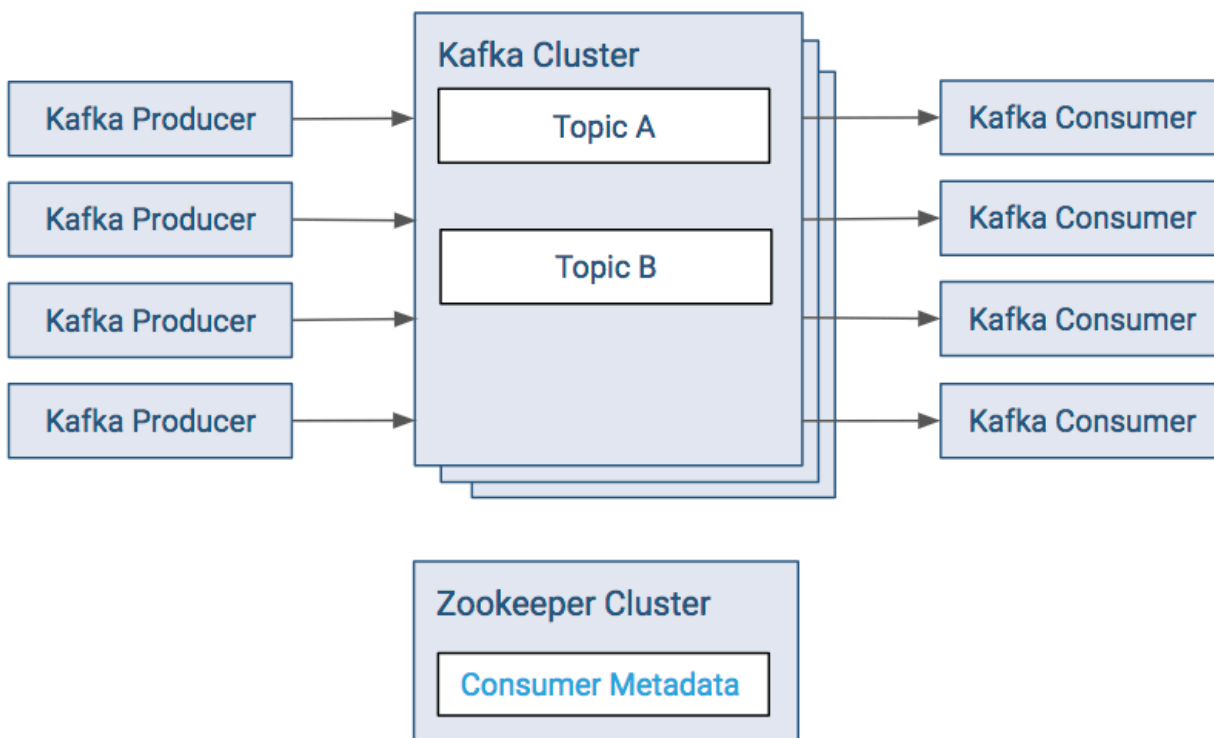 Kafka Cluster
Kafka Producer
Topic A
Kafka Consumer
Kafka Producer
Kafka Consumer
Topic B
Kafka Producer
Kafka Consumer
Kafka Producer
Kafka Consumer
Zookeeper Cluster
Consumer Metadata